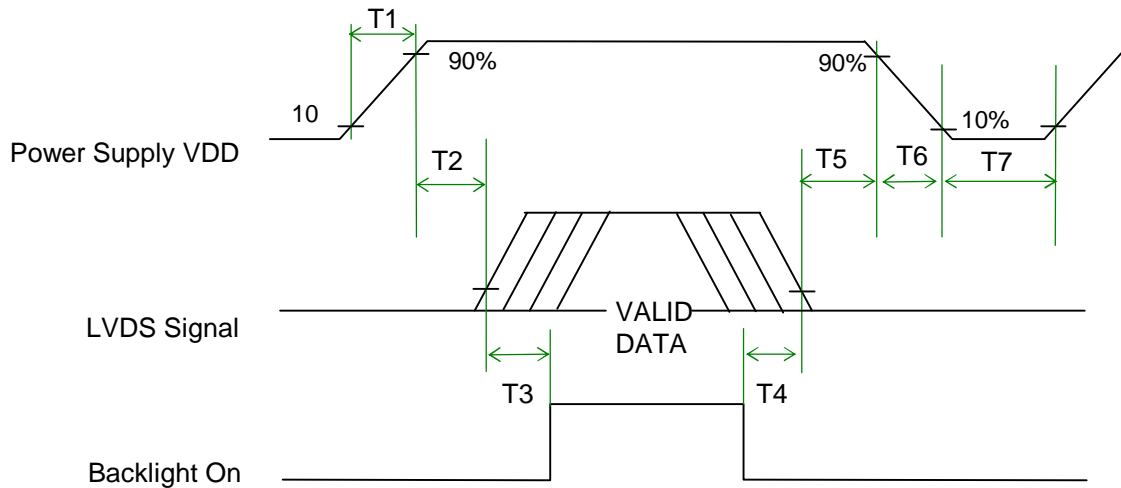 T1
90%
90%
10
10%
Power Supply VDD
T2
T5
T6
T7
LVDS Signal
VALID
DATA
T3
T4
Backlight On